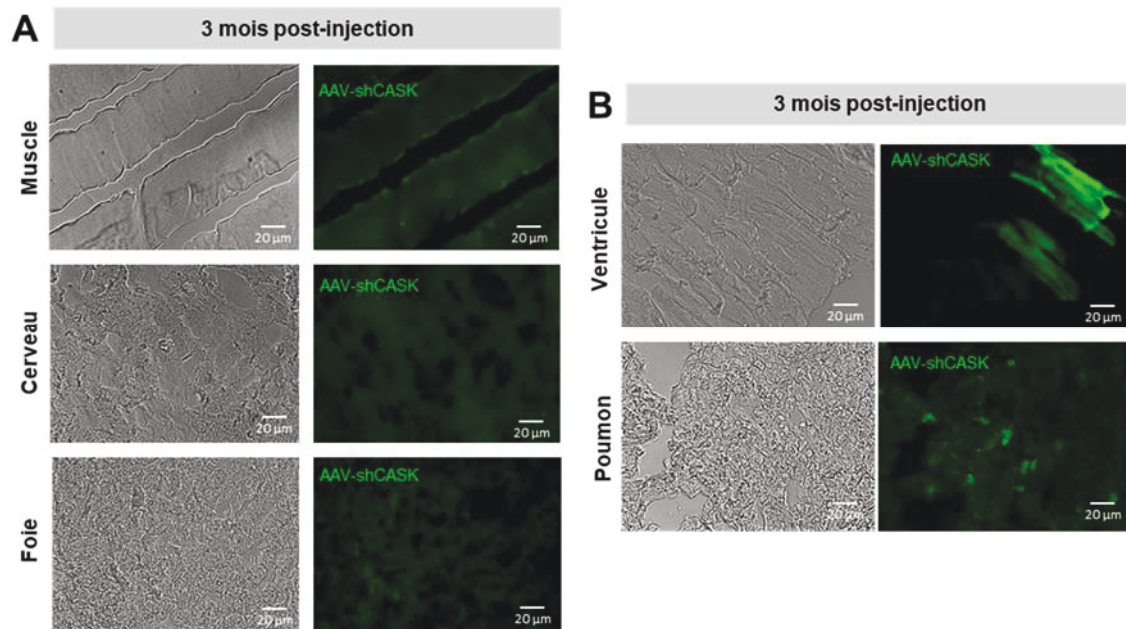 A
3 mois post-injection
Muscle
20 µm
AAV-shCASK
20 µm
Cerveau
20 µm
AAV-shCASK
20 µm
Foie
20 µm
AAV-shCASK
20 µm
B
3 mois post-injection
Ventricule
20 µm
AAV-shCASK
20 µm
Poumon
20 µm
AAV-shCASK
20 µm